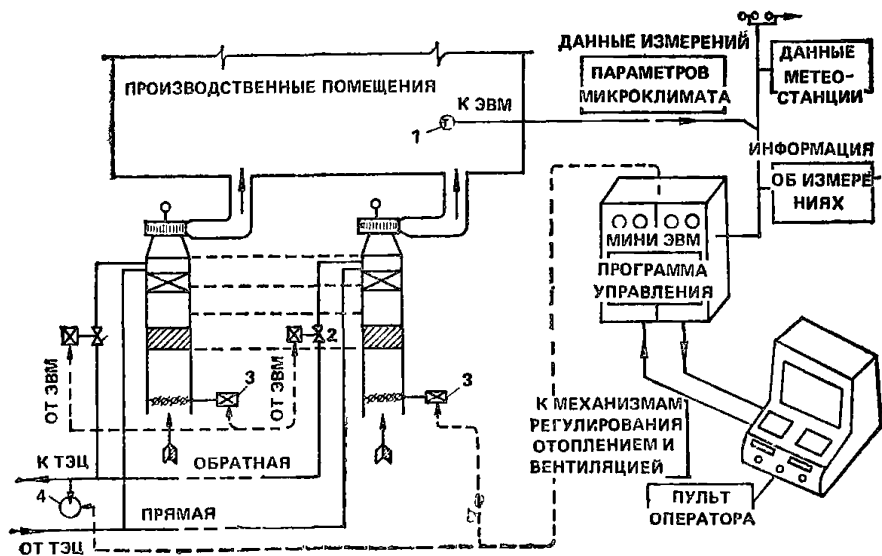 ПРОИЗВОДСТВЕННЫЕ ПОМЕЩЕНИЯ
К ЭВМ
1
ДАННЫЕ ИЗМЕРЕНИЙ
ПАРАМЕТРОВ
МИКРОКЛИМАТА
ДАННЫЕ
МЕТЕО-
СТАНЦИИ
ИНФОРМАЦИЯ
ОБ ИЗМЕРЕ
НИЯХ
МИНИ ЭВМ
ПРОГРАММА
УПРАВЛЕНИЯ
2
3
3
ОТ ЭВМ
ОТ ЭВМ
К МЕХАНИЗМАМ
РЕГУЛИРОВАНИЯ
ОТОПЛЕНИЕМ И
ВЕНТИЛЯЦИЕЙ
ПУЛЬТ
ОПЕРАТОРА
К ТЭЦ
ОБРАТНАЯ
4
ПРЯМАЯ
ОТ ТЭЦ